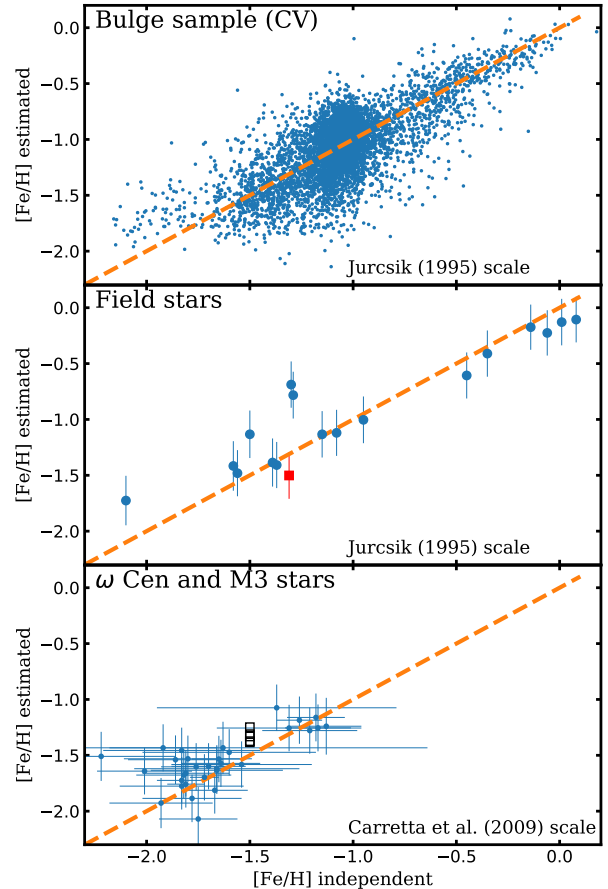 Bulge sample (CV)
0.0
−0.5
−1.0
−1.5
−2.0
[Fe/H] estimated
Jurcsik (1995) scale
Field stars
0.0
−0.5
−1.0
−1.5
−2.0
[Fe/H] estimated
Jurcsik (1995) scale
ω Cen and M3 stars
0.0
−0.5
−1.0
−1.5
−2.0
[Fe/H] estimated
Carretta et al. (2009) scale
−2.0 −1.5 −1.0 −0.5 0.0
[Fe/H] independent